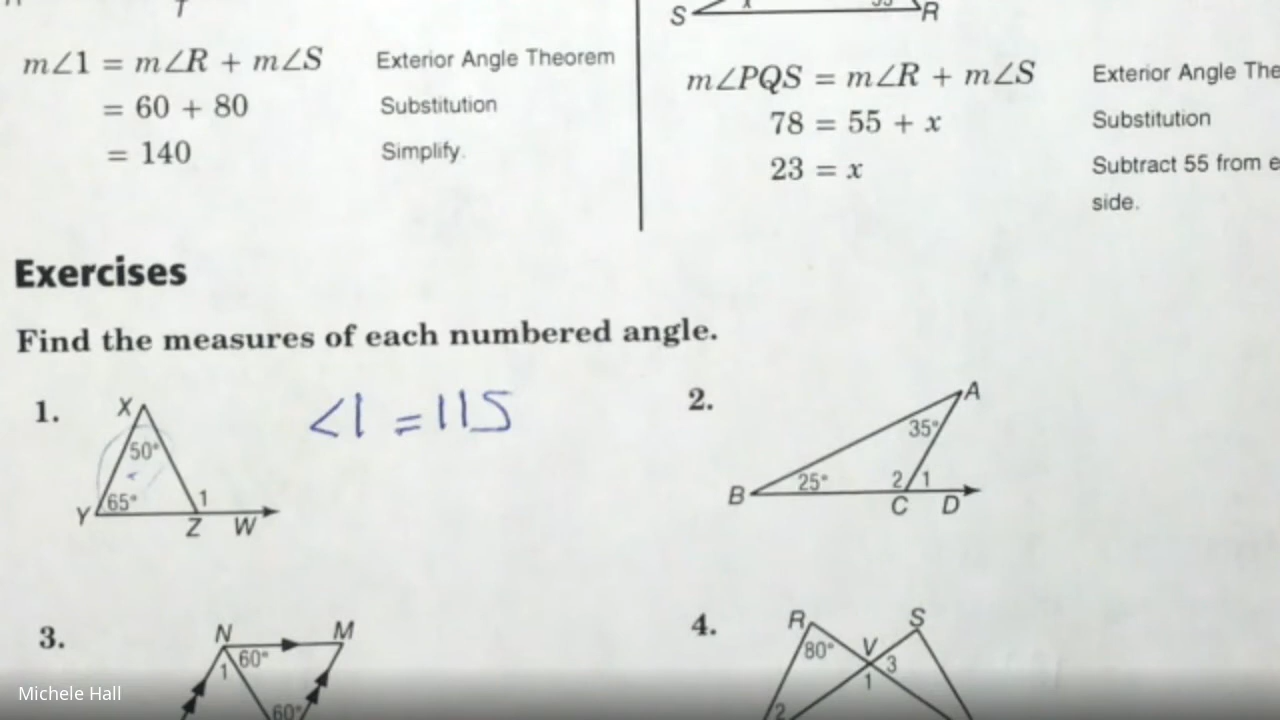 S x 55 R
m∠1 = m∠R + m∠S Exterior Angle Theorem
= 60 + 80 Substitution
= 140 Simplify.
m∠PQS = m∠R + m∠S Exterior Angle The
78 = 55 + x Substitution
23 = x Subtract 55 from e
side.
Exercises
Find the measures of each numbered angle.
1.
X
50°
65° 1
Y Z W
∠1 = 115
2.
A
35°
25° 2 1
B C D
3.
N M
60°
1
60°
4.
R S
80° V 3
1
2
Michele Hall